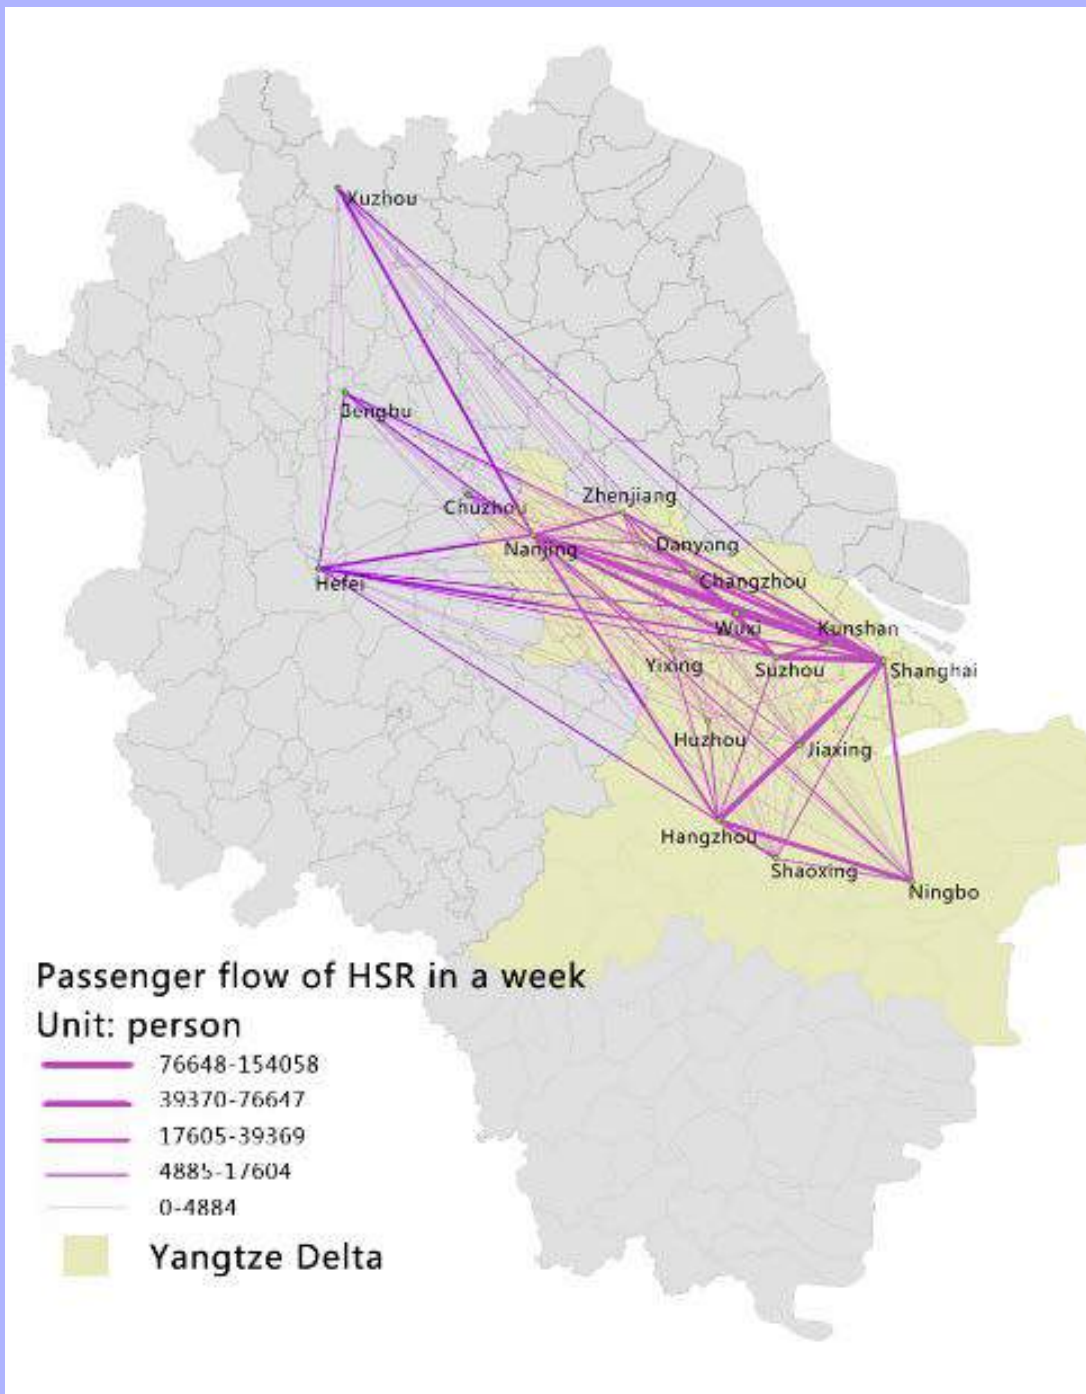 Xuzhou
Bengbu
Chuzhou
Zhenjiang
Nanjing
Danyang
Hefei
Changzhou
Wuxi
Kunshan
Yixing
Suzhou
Shanghai
Huzhou
Jiaxing
Hangzhou
Shaoxing
Ningbo
Passenger flow of HSR in a week
Unit: person
76648-154058
39370-76647
17605-39369
4885-17604
0-4884
Yangtze Delta